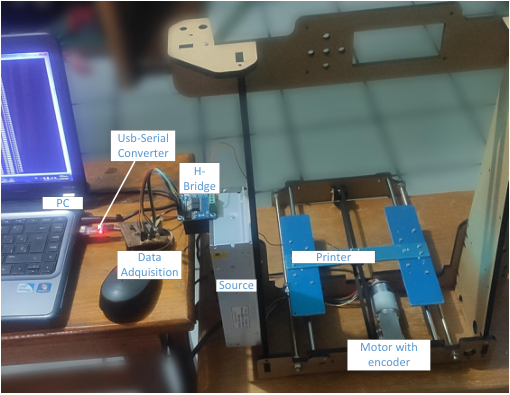 Usb-Serial
Converter
H-
Bridge
PC
Data
Adquisition
Source
Printer
Motor with
encoder